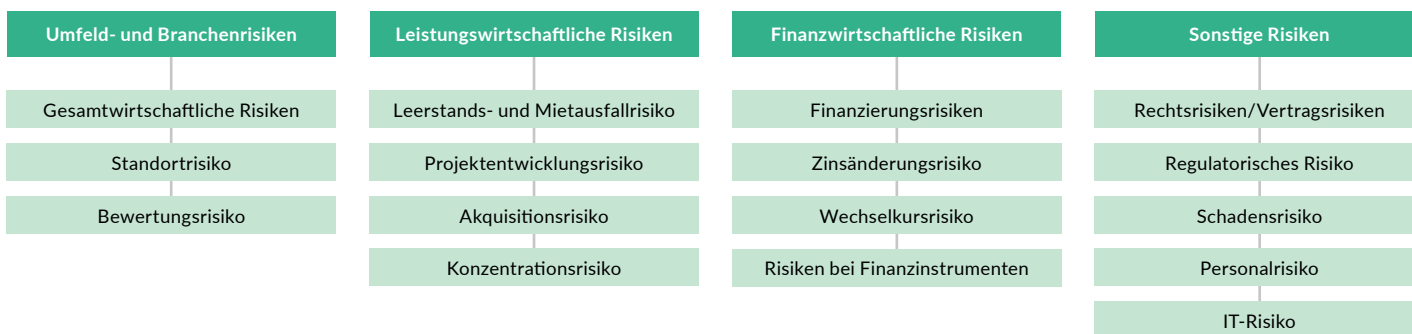 Umfeld- und Branchenrisiken
Gesamtwirtschaftliche Risiken
Standortrisiko
Bewertungsrisiko
Leistungswirtschaftliche Risiken
Leerstands- und Mietausfallrisiko
Projektentwicklungsrisiko
Akquisitionsrisiko
Konzentrationsrisiko
Finanzwirtschaftliche Risiken
Finanzierungsrisiken
Zinsänderungsrisiko
Wechselkursrisiko
Risiken bei Finanzinstrumenten
Sonstige Risiken
Rechtsrisiken/Vertragsrisiken
Regulatorisches Risiko
Schadensrisiko
Personalrisiko
IT-Risiko